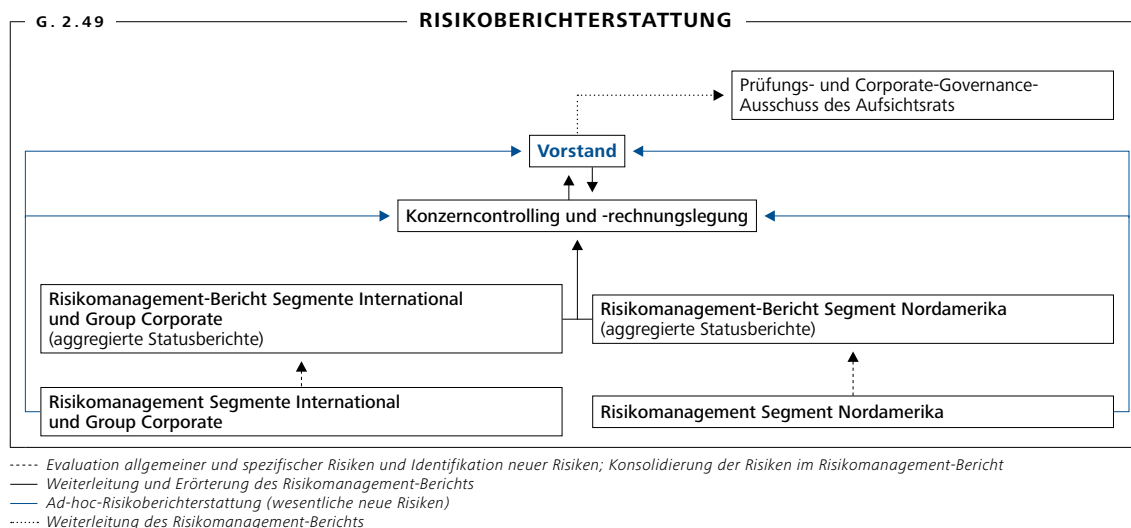 G. 2.49
RISIKOBERICHTERSTATTUNG
Prüfungs- und Corporate-Governance-
Ausschuss des Aufsichtsrats
Vorstand
Konzerncontrolling und -rechnungslegung
Risikomanagement-Bericht Segmente International
und Group Corporate
(aggregierte Statusberichte)
Risikomanagement-Bericht Segment Nordamerika
(aggregierte Statusberichte)
Risikomanagement Segmente International
und Group Corporate
Risikomanagement Segment Nordamerika
Evaluation allgemeiner und spezifischer Risiken und Identifikation neuer Risiken; Konsolidierung der Risiken im Risikomanagement-Bericht
Weiterleitung und Erörterung des Risikomanagement-Berichts
Ad-hoc-Risikoberichterstattung (wesentliche neue Risiken)
Weiterleitung des Risikomanagement-Berichts